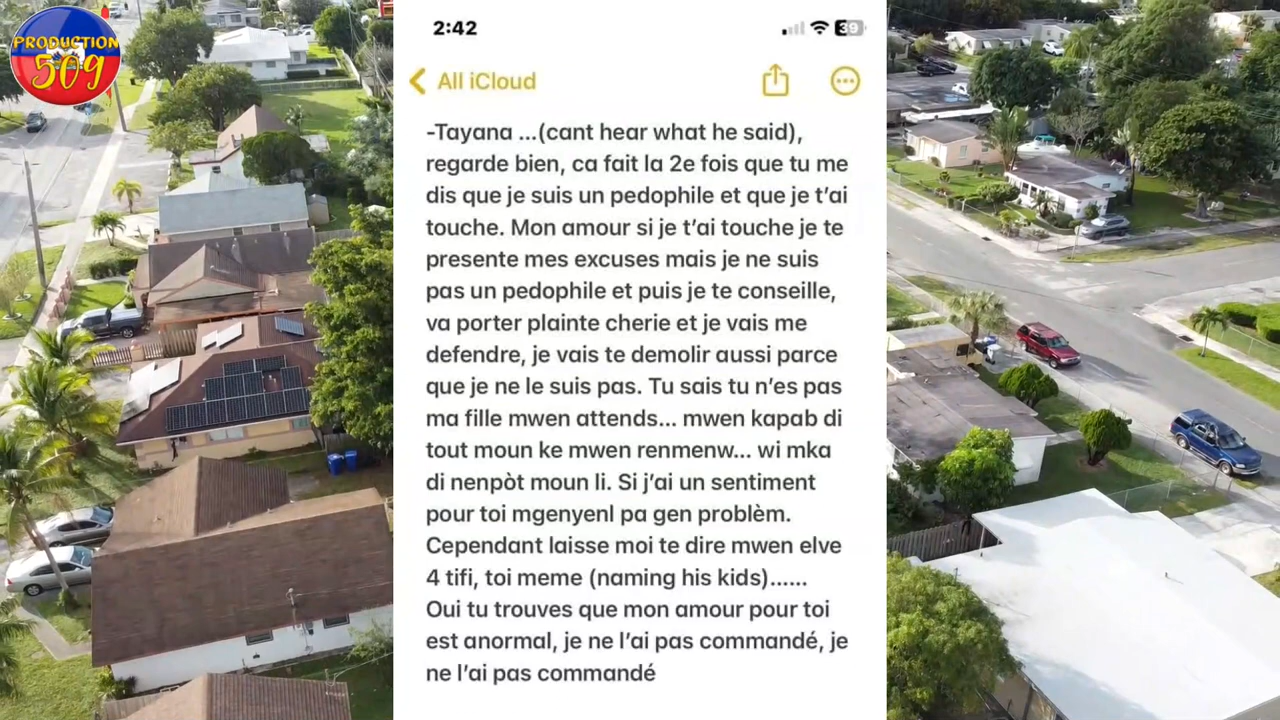 PRODUCTION
509
2:42
39
All iCloud
-Tayana ...(cant hear what he said),
regarde bien, ca fait la 2e fois que tu me
dis que je suis un pedophile et que je t’ai
touche. Mon amour si je t’ai touche je te
presente mes excuses mais je ne suis
pas un pedophile et puis je te conseille,
va porter plainte cherie et je vais me
defendre, je vais te demolir aussi parce
que je ne le suis pas. Tu sais tu n’es pas
ma fille mwen attends... mwen kapab di
tout moun ke mwen renmenw... wi mka
di nenpòt moun li. Si j’ai un sentiment
pour toi mgenyenl pa gen problèm.
Cependant laisse moi te dire mwen elve
4 tifi, toi meme (naming his kids)......
Oui tu trouves que mon amour pour toi
est anormal, je ne l’ai pas commandé, je
ne l’ai pas commandé